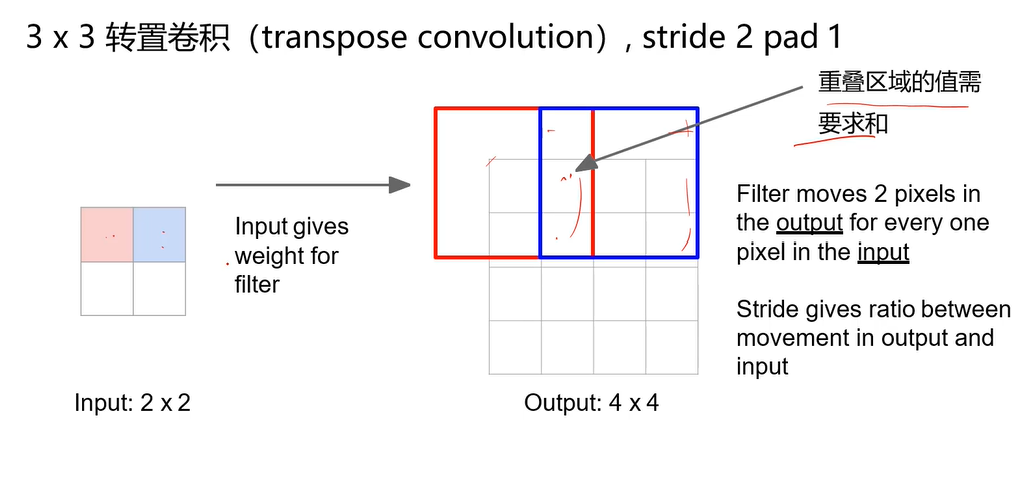 3 x 3 转置卷积（transpose convolution）, stride 2 pad 1
重叠区域的值需
要求和
Input gives
weight for
filter
Filter moves 2 pixels in
the output for every one
pixel in the input
Stride gives ratio between
movement in output and
input
Input: 2 x 2
Output: 4 x 4